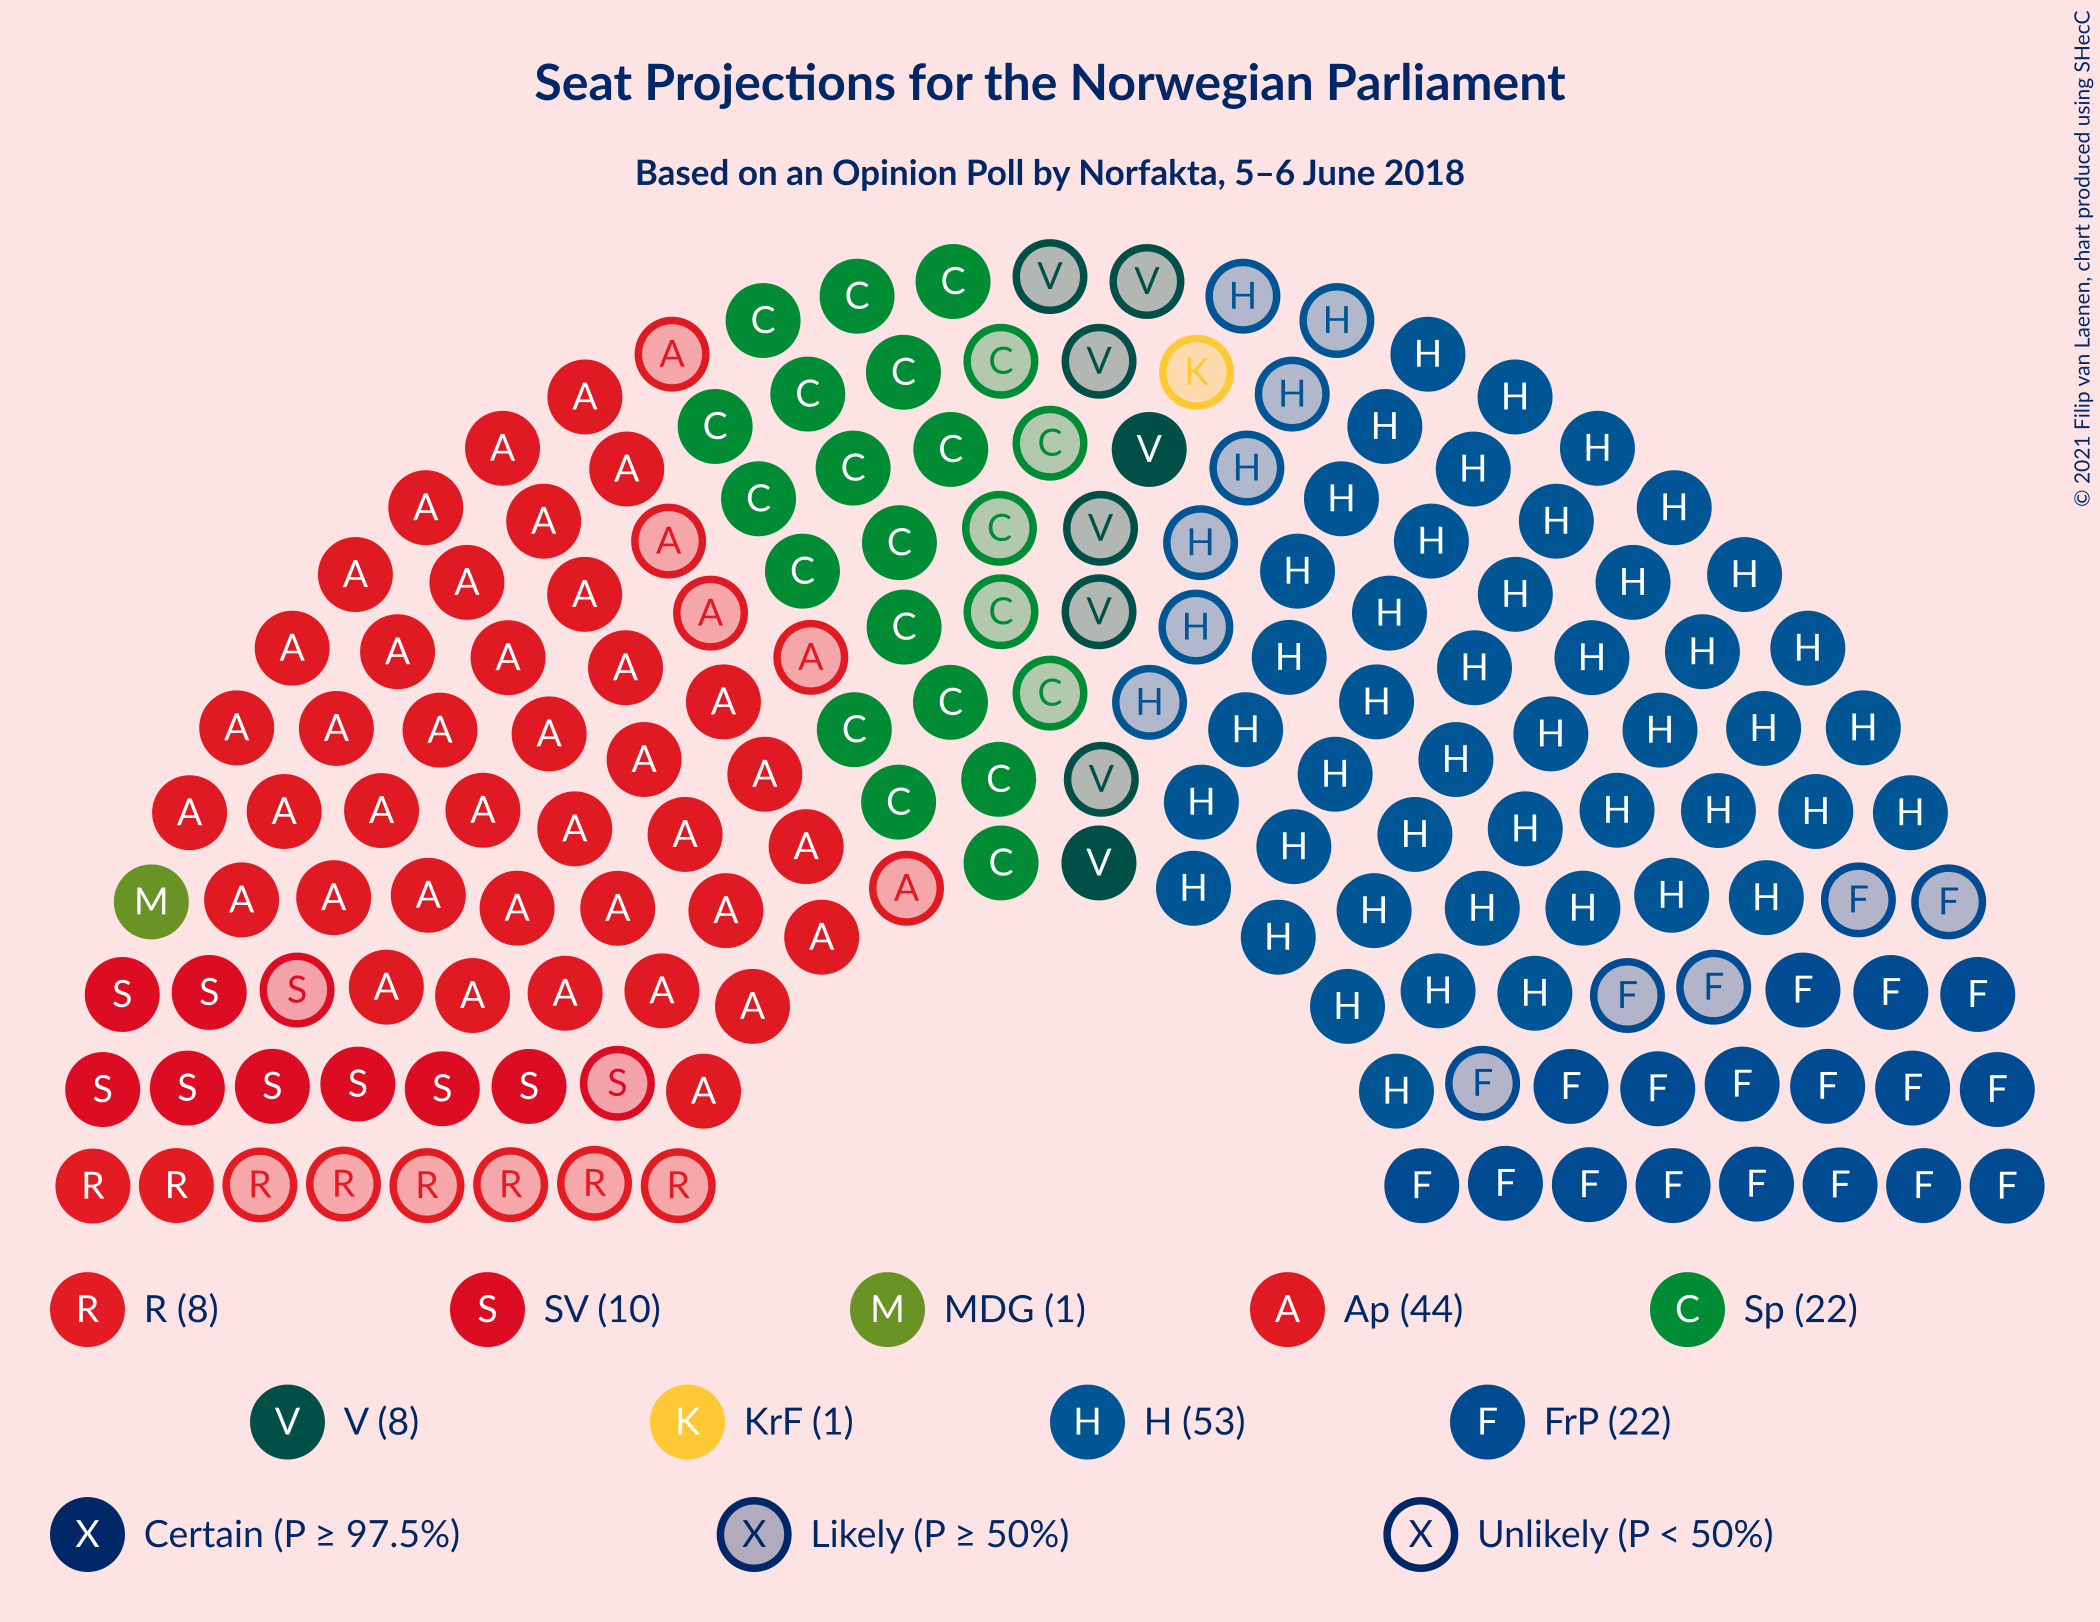 Seat Projections for the Norwegian Parliament
Based on an Opinion Poll by Norfakta, 5–6 June 2018
© 2021 Filip van Laenen, chart produced using SHecC
C C C V V H H
A A C C C V K H H H
A A C C C C V H H H H
A A A C C C V H H H H H
A A A A C C C V H H H H H H
A A A A A A C C H H H H H H H
A A A A A A C C V H H H H H H H
A A A A A A A C C V H H H H H H H H
M A A A A A A A A H H H H H H H F F
S S S A A A A A H H H F F F F F
S S S S S S S A H F F F F F F F
R R R R R R R R F F F F F F F F
R R (8) S SV (10) M MDG (1) A Ap (44) C Sp (22)
V V (8) K KrF (1) H H (53) F FrP (22)
X Certain (P ≥ 97.5%) X Likely (P ≥ 50%) X Unlikely (P < 50%)